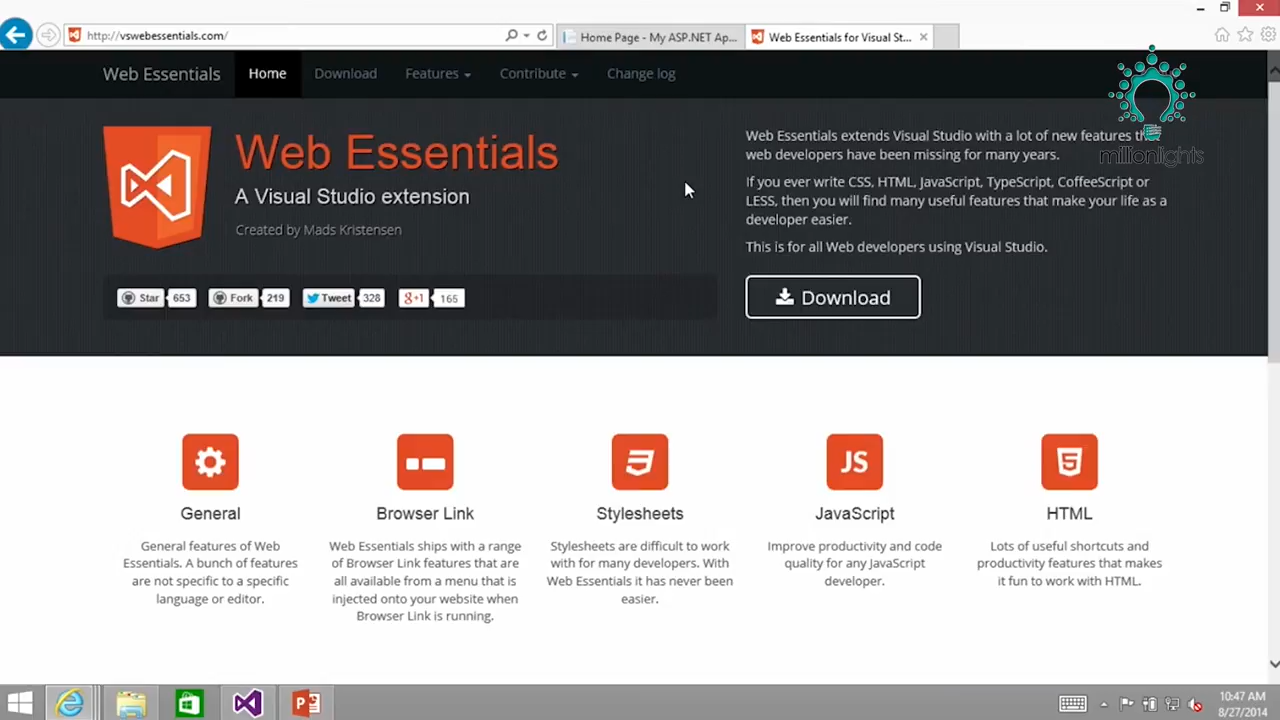 http://vswebessentials.com/
Home Page - My ASP.NET Ap...
Web Essentials for Visual St...
Web Essentials
Home
Download
Features
Contribute
Change log
millionlights
Web Essentials
A Visual Studio extension
Created by Mads Kristensen
Star 653
Fork 219
Tweet 328
g+1 165
Web Essentials extends Visual Studio with a lot of new features
web developers have been missing for many years.
If you ever write CSS, HTML, JavaScript, TypeScript, CoffeeScript or
LESS, then you will find many useful features that make your life as a
developer easier.
This is for all Web developers using Visual Studio.
Download
General
General features of Web
Essentials. A bunch of features
are not specific to a specific
language or editor.
Browser Link
Web Essentials ships with a range
of Browser Link features that are
all available from a menu that is
injected onto your website when
Browser Link is running.
Stylesheets
Stylesheets are difficult to work
with for many developers. With
Web Essentials it has never been
easier.
JS
JavaScript
Improve productivity and code
quality for any JavaScript
developer.
5
HTML
Lots of useful shortcuts and
productivity features that makes
it fun to work with HTML.
10:47 AM
8/27/2014